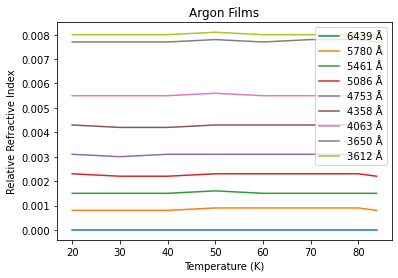 Argon Films
Relative Refractive Index
0.008
0.007
0.006
0.005
0.004
0.003
0.002
0.001
0.000
6439 Å
5780 Å
5461 Å
5086 Å
4753 Å
4358 Å
4063 Å
3650 Å
3612 Å
20 30 40 50 60 70 80
Temperature (K)